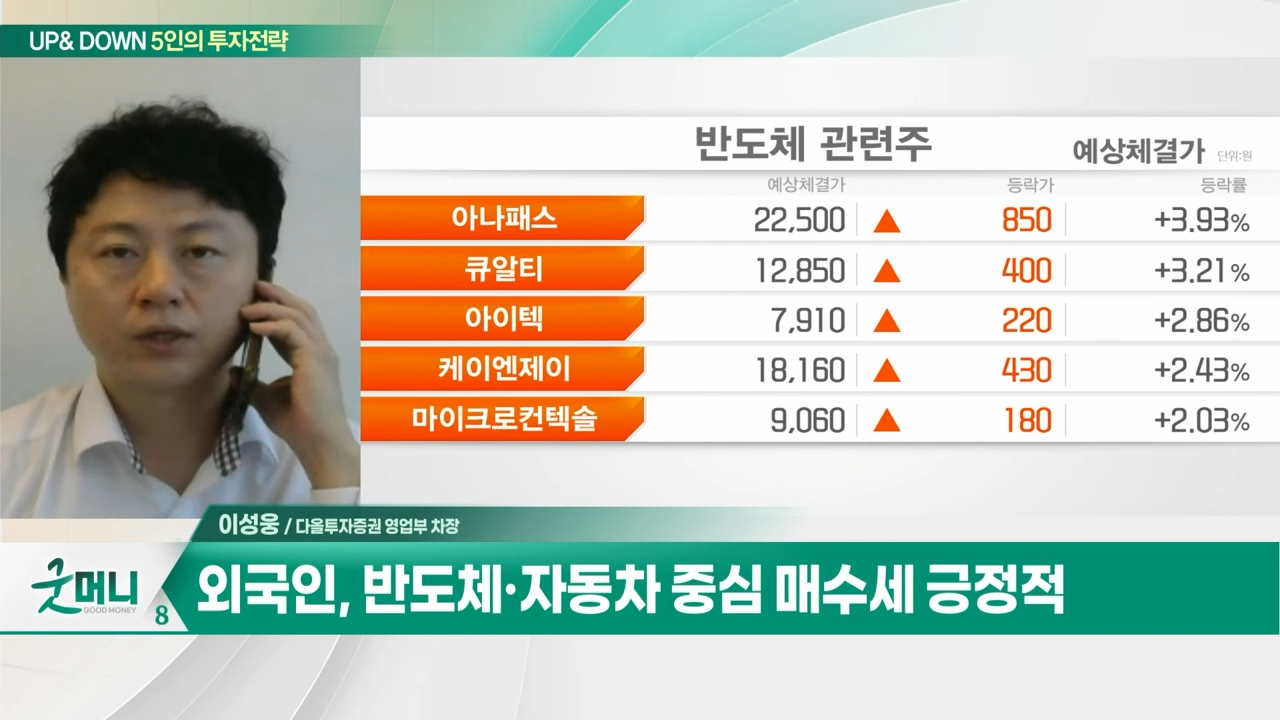 UP& DOWN 5인의 투자전략
반도체 관련주
예상체결가 단위:원
예상체결가 등락가 등락률
아나패스 22,500 ▲ 850 +3.93%
큐알티 12,850 ▲ 400 +3.21%
아이텍 7,910 ▲ 220 +2.86%
케이엔제이 18,160 ▲ 430 +2.43%
마이크로컨텍솔 9,060 ▲ 180 +2.03%
이성웅 / 다올투자증권 영업부 차장
굿머니
GOOD MONEY
8
외국인, 반도체·자동차 중심 매수세 긍정적